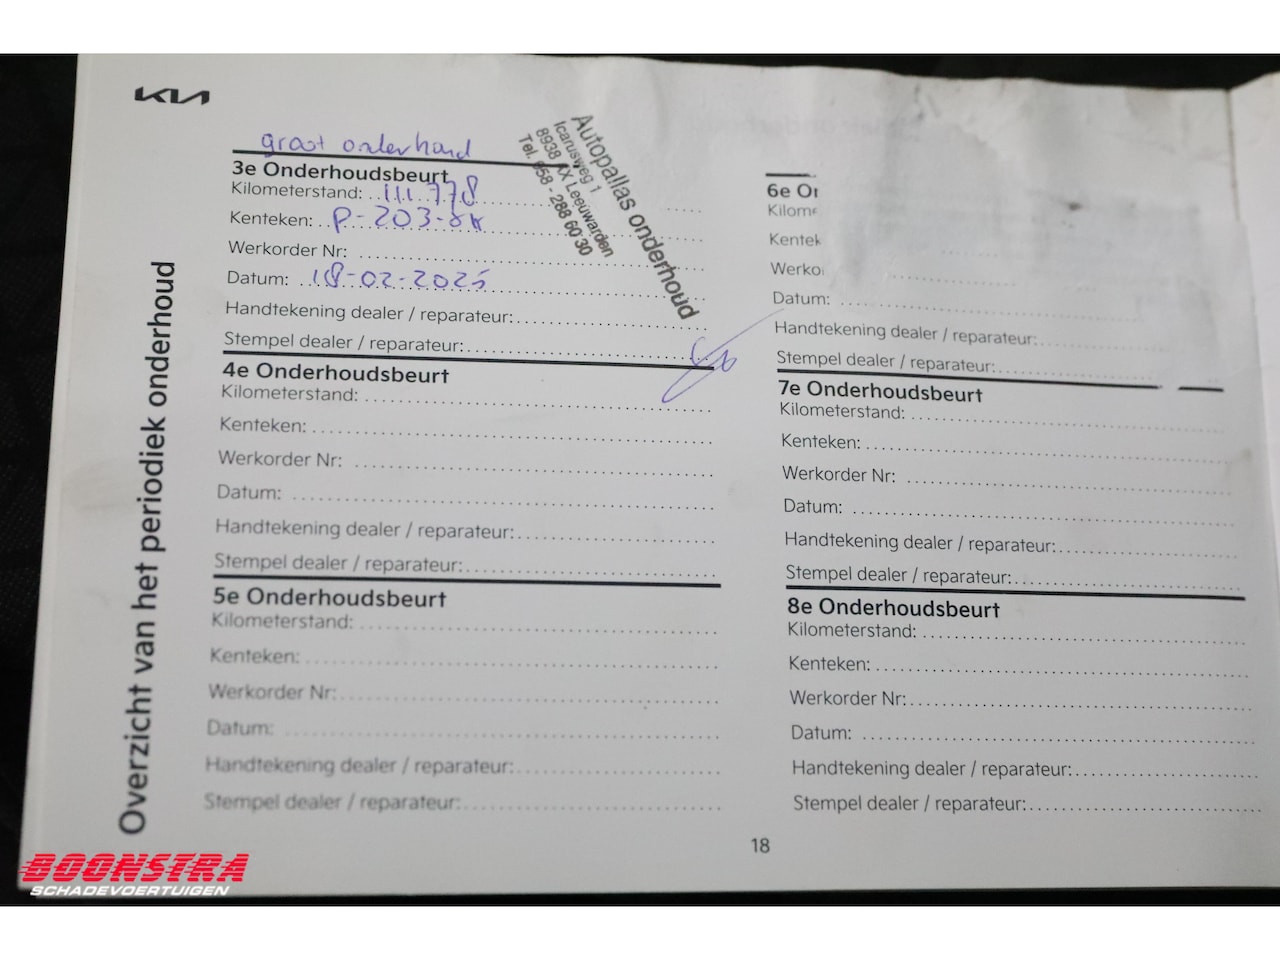 KIA
groot onderhoud
3e Onderhoudsbeurt
Kilometerstand: 111.778
Kenteken: P-203-
Werkorder Nr:
Datum: 18-02-2025
Handtekening dealer / reparateur:
Stempel dealer / reparateur:
Autopallas onderhoud
Icarusweg 1
8938 AX Leeuwarden
Tel. 058 - 288 60 30
4e Onderhoudsbeurt
Kilometerstand:
Kenteken:
Werkorder Nr:
Datum:
Handtekening dealer / reparateur:
Stempel dealer / reparateur:
5e Onderhoudsbeurt
Kilometerstand:
Kenteken:
Werkorder Nr:
Datum:
Handtekening dealer / reparateur:
Stempel dealer / reparateur:
6e O
Kilom
Kentek
Werko
Datum:
Handtekening dealer / reparateur:
Stempel dealer / reparateur:
7e Onderhoudsbeurt
Kilometerstand:
Kenteken:
Werkorder Nr:
Datum:
Handtekening dealer / reparateur:
Stempel dealer / reparateur:
8e Onderhoudsbeurt
Kilometerstand:
Kenteken:
Werkorder Nr:
Datum:
Handtekening dealer / reparateur:
Stempel dealer / reparateur:
Overzicht van het periodiek onderhoud
18
BOONSTRA
SCHADEVOERTUIGEN